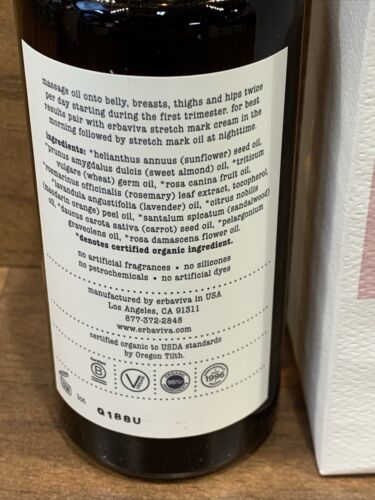 massage oil onto belly, breasts, thighs and hips twice
per day starting during the first trimester. for best
results pair with erbaviva stretch mark cream in the
morning followed by stretch mark oil at nighttime.
ingredients: *helianthus annuus (sunflower) seed oil,
*prunus amygdalus dulcis (sweet almond) oil, *triticum
vulgare (wheat) germ oil, *rosa canina fruit oil,
*rosmarinus officinalis (rosemary) leaf extract, tocopherol,
*lavandula angustifolia (lavender) oil, *citrus nobilis
(mandarin orange) peel oil, *santalum spicatum (sandalwood)
oil, *daucus carota sativa (carrot) seed oil, *pelargonium
graveolens oil, *rosa damascena flower oil.
*denotes certified organic ingredient.
no artificial fragrances • no silicones
no petrochemicals • no artificial dyes
manufactured by erbaviva in USA
Los Angeles, CA 91311
877-372-2848
www.erbaviva.com
certified organic to USDA standards
by Oregon Tilth.
B
V
95%
1996
Q188U